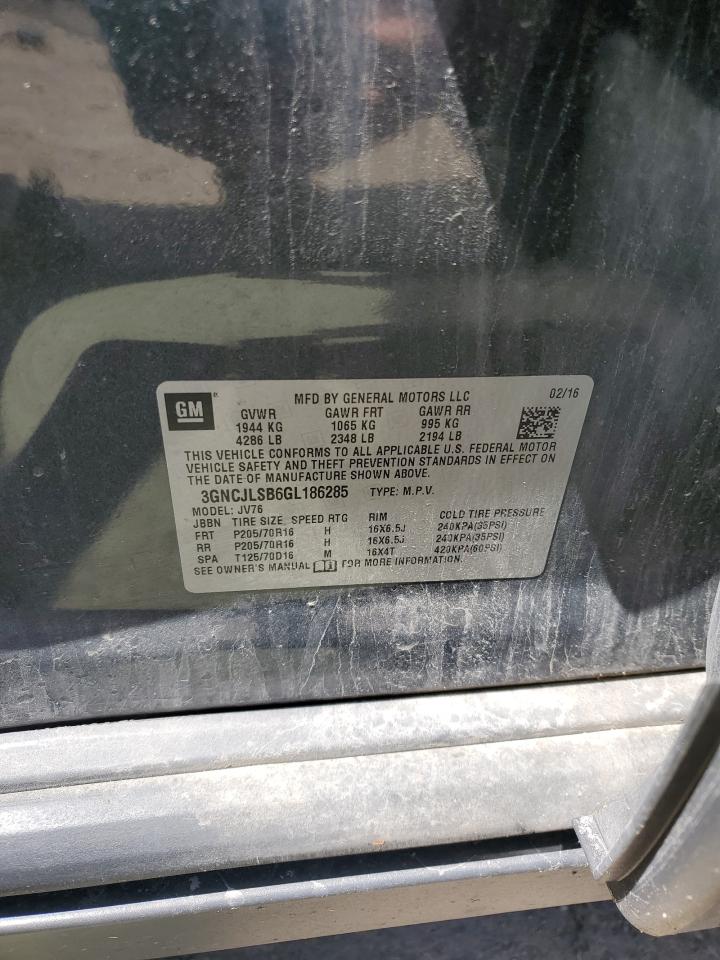 GM ® MFD BY GENERAL MOTORS LLC 02/16
GVWR GAWR FRT GAWR RR
1944 KG 1065 KG 995 KG
4286 LB 2348 LB 2194 LB
THIS VEHICLE CONFORMS TO ALL APPLICABLE U.S. FEDERAL MOTOR
VEHICLE SAFETY AND THEFT PREVENTION STANDARDS IN EFFECT ON
THE DATE OF MANUFACTURE SHOWN ABOVE.
3GNCJLSB6GL186285 TYPE: M.P.V.
MODEL: JV76
JBBN TIRE SIZE SPEED RTG RIM COLD TIRE PRESSURE
FRT P205/70R16 H 16X6.5J 240KPA(35PSI)
RR P205/70R16 H 16X6.5J 240KPA(35PSI)
SPA T125/70D16 M 16X4T 420KPA(60PSI)
SEE OWNER'S MANUAL FOR MORE INFORMATION.